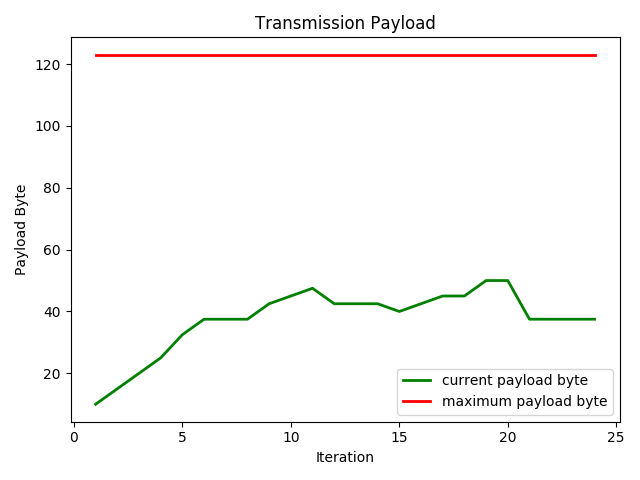 Transmission Payload
120
100
80
60
40
20
Payload Byte
current payload byte
maximum payload byte
0 5 10 15 20 25
Iteration